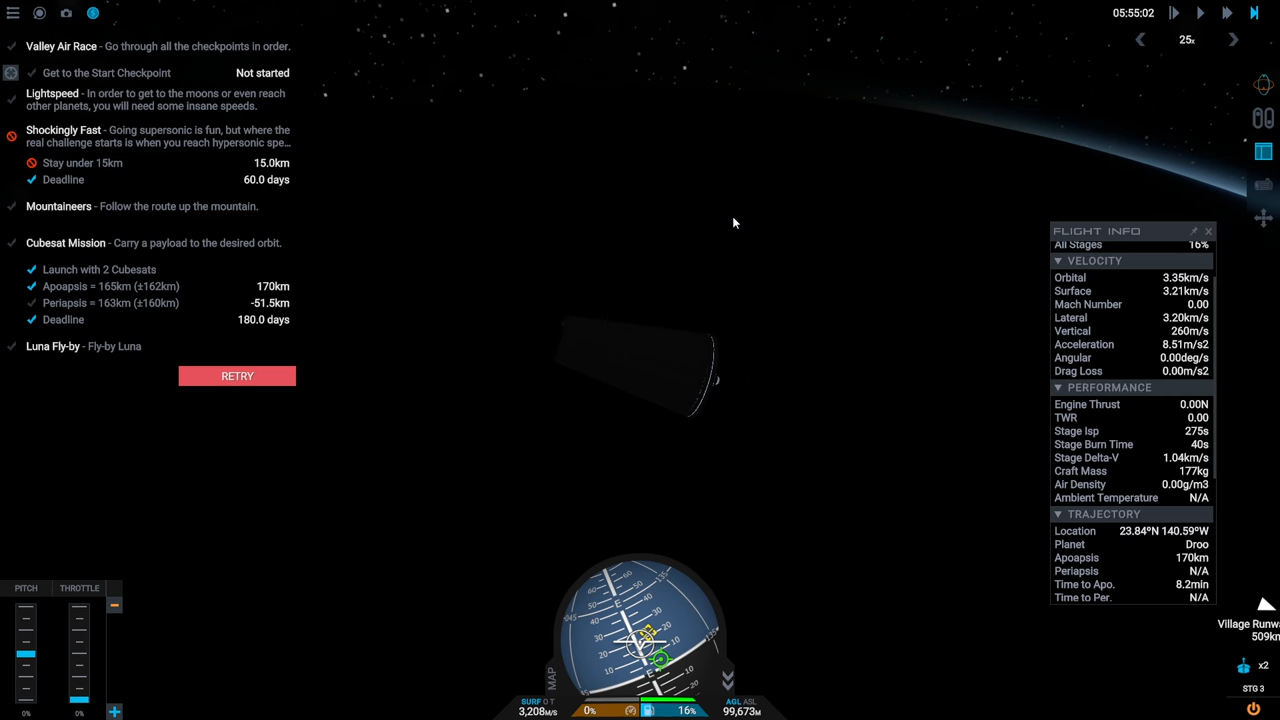 05:55:02
25x
Valley Air Race - Go through all the checkpoints in order.
Get to the Start Checkpoint Not started
Lightspeed - In order to get to the moons or even reach
other planets, you will need some insane speeds.
Shockingly Fast - Going supersonic is fun, but where the
real challenge starts is when you reach hypersonic spe...
Stay under 15km 15.0km
Deadline 60.0 days
Mountaineers - Follow the route up the mountain.
Cubesat Mission - Carry a payload to the desired orbit.
Launch with 2 Cubesats
Apoapsis = 165km (±162km) 170km
Periapsis = 163km (±160km) -51.5km
Deadline 180.0 days
Luna Fly-by - Fly-by Luna
RETRY
FLIGHT INFO
All Stages 16%
VELOCITY
Orbital 3.35km/s
Surface 3.21km/s
Mach Number 0.00
Lateral 3.20km/s
Vertical 260m/s
Acceleration 8.51m/s2
Angular 0.00deg/s
Drag Loss 0.00m/s2
PERFORMANCE
Engine Thrust 0.00N
TWR 0.00
Stage Isp 275s
Stage Burn Time 40s
Stage Delta-V 1.04km/s
Craft Mass 177kg
Air Density 0.00g/m3
Ambient Temperature N/A
TRAJECTORY
Location 23.84ºN 140.59ºW
Planet Droo
Apoapsis 170km
Periapsis N/A
Time to Apo. 8.2min
Time to Per. N/A
Village Runwa
509km
x2
STG 3
PITCH THROTTLE
0% 0%
MAP
SURF O T
3,208M/S
0%
16%
AGL ASL
99,673M